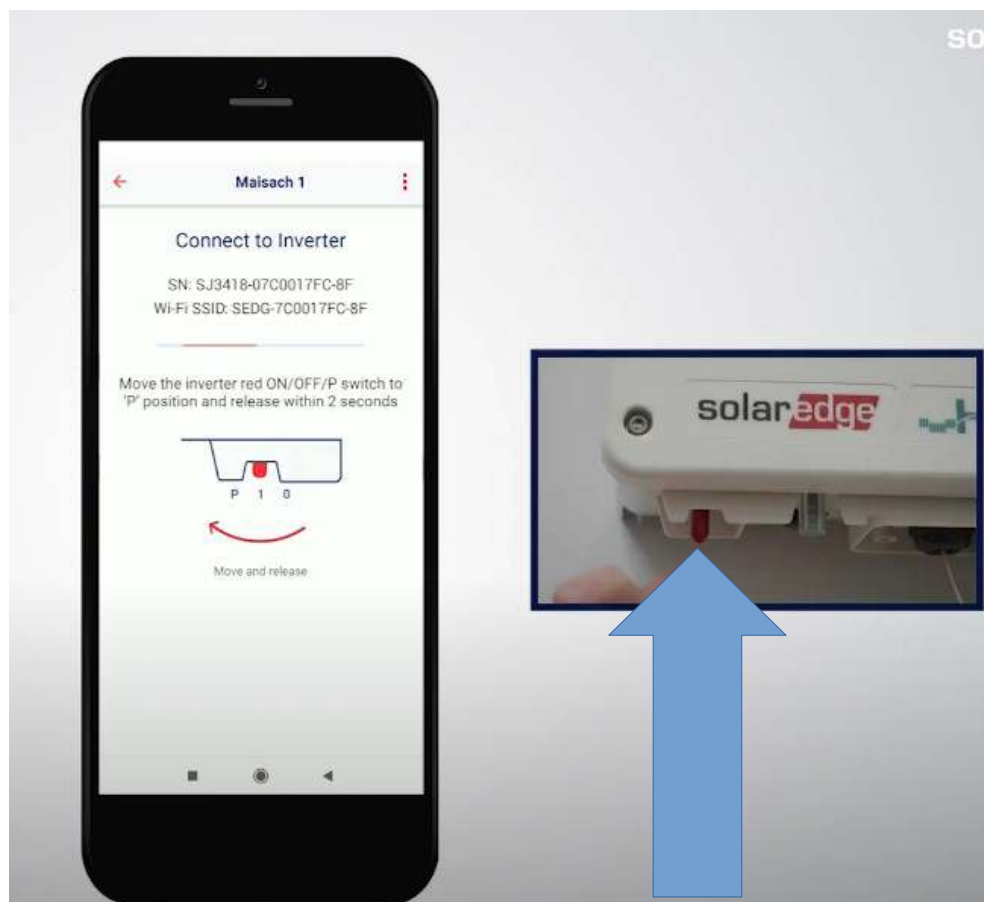 so
Maisach 1
Connect to Inverter
SN: SJ3418-07C0017FC-8F
Wi-Fi SSID: SEDG-7C0017FC-8F
Move the inverter red ON/OFF/P switch to
'P' position and release within 2 seconds
P 1 0
Move and release
solaredge